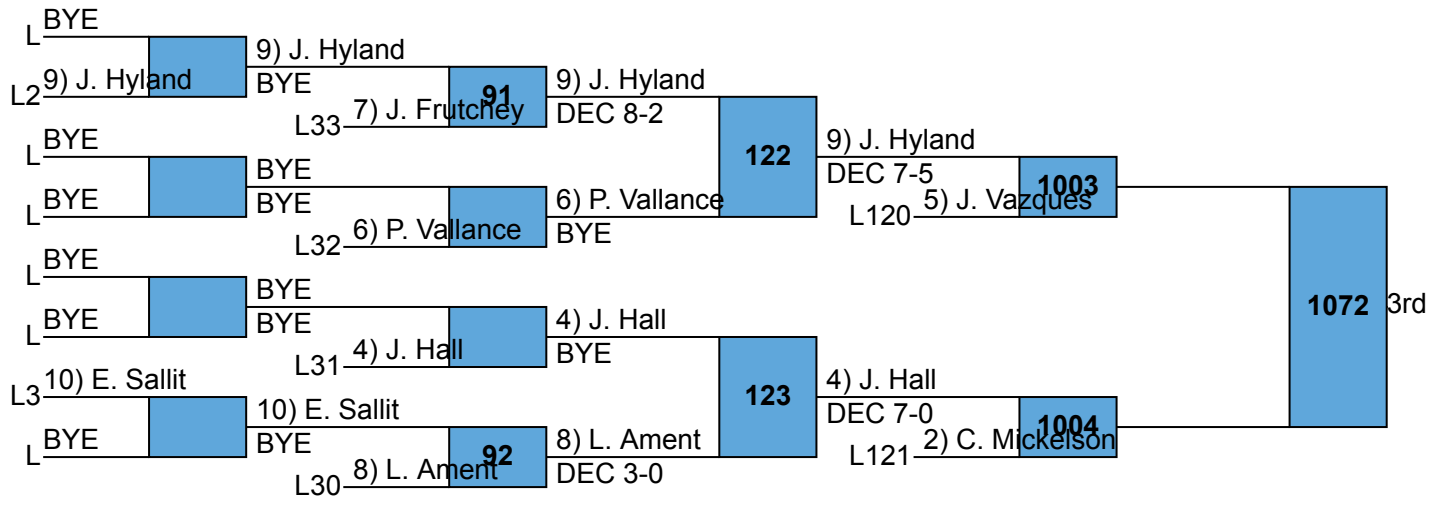 BYE
L
9) J. Hyland
BYE
9) J. Hyland
L2
91
9) J. Hyland
DEC 8-2
7) J. Frutchey
L33
BYE
L
122
9) J. Hyland
DEC 7-5
BYE
BYE
BYE
L
1003
5) J. Vazques
L120
6) P. Vallance
BYE
6) P. Vallance
L32
BYE
L
BYE
BYE
1072
3rd
BYE
L
4) J. Hall
BYE
4) J. Hall
L31
10) E. Sallit
L3
123
4) J. Hall
DEC 7-0
10) E. Sallit
BYE
1004
BYE
L
92
8) L. Ament
DEC 3-0
2) C. Mickelson
L121
8) L. Ament
L30